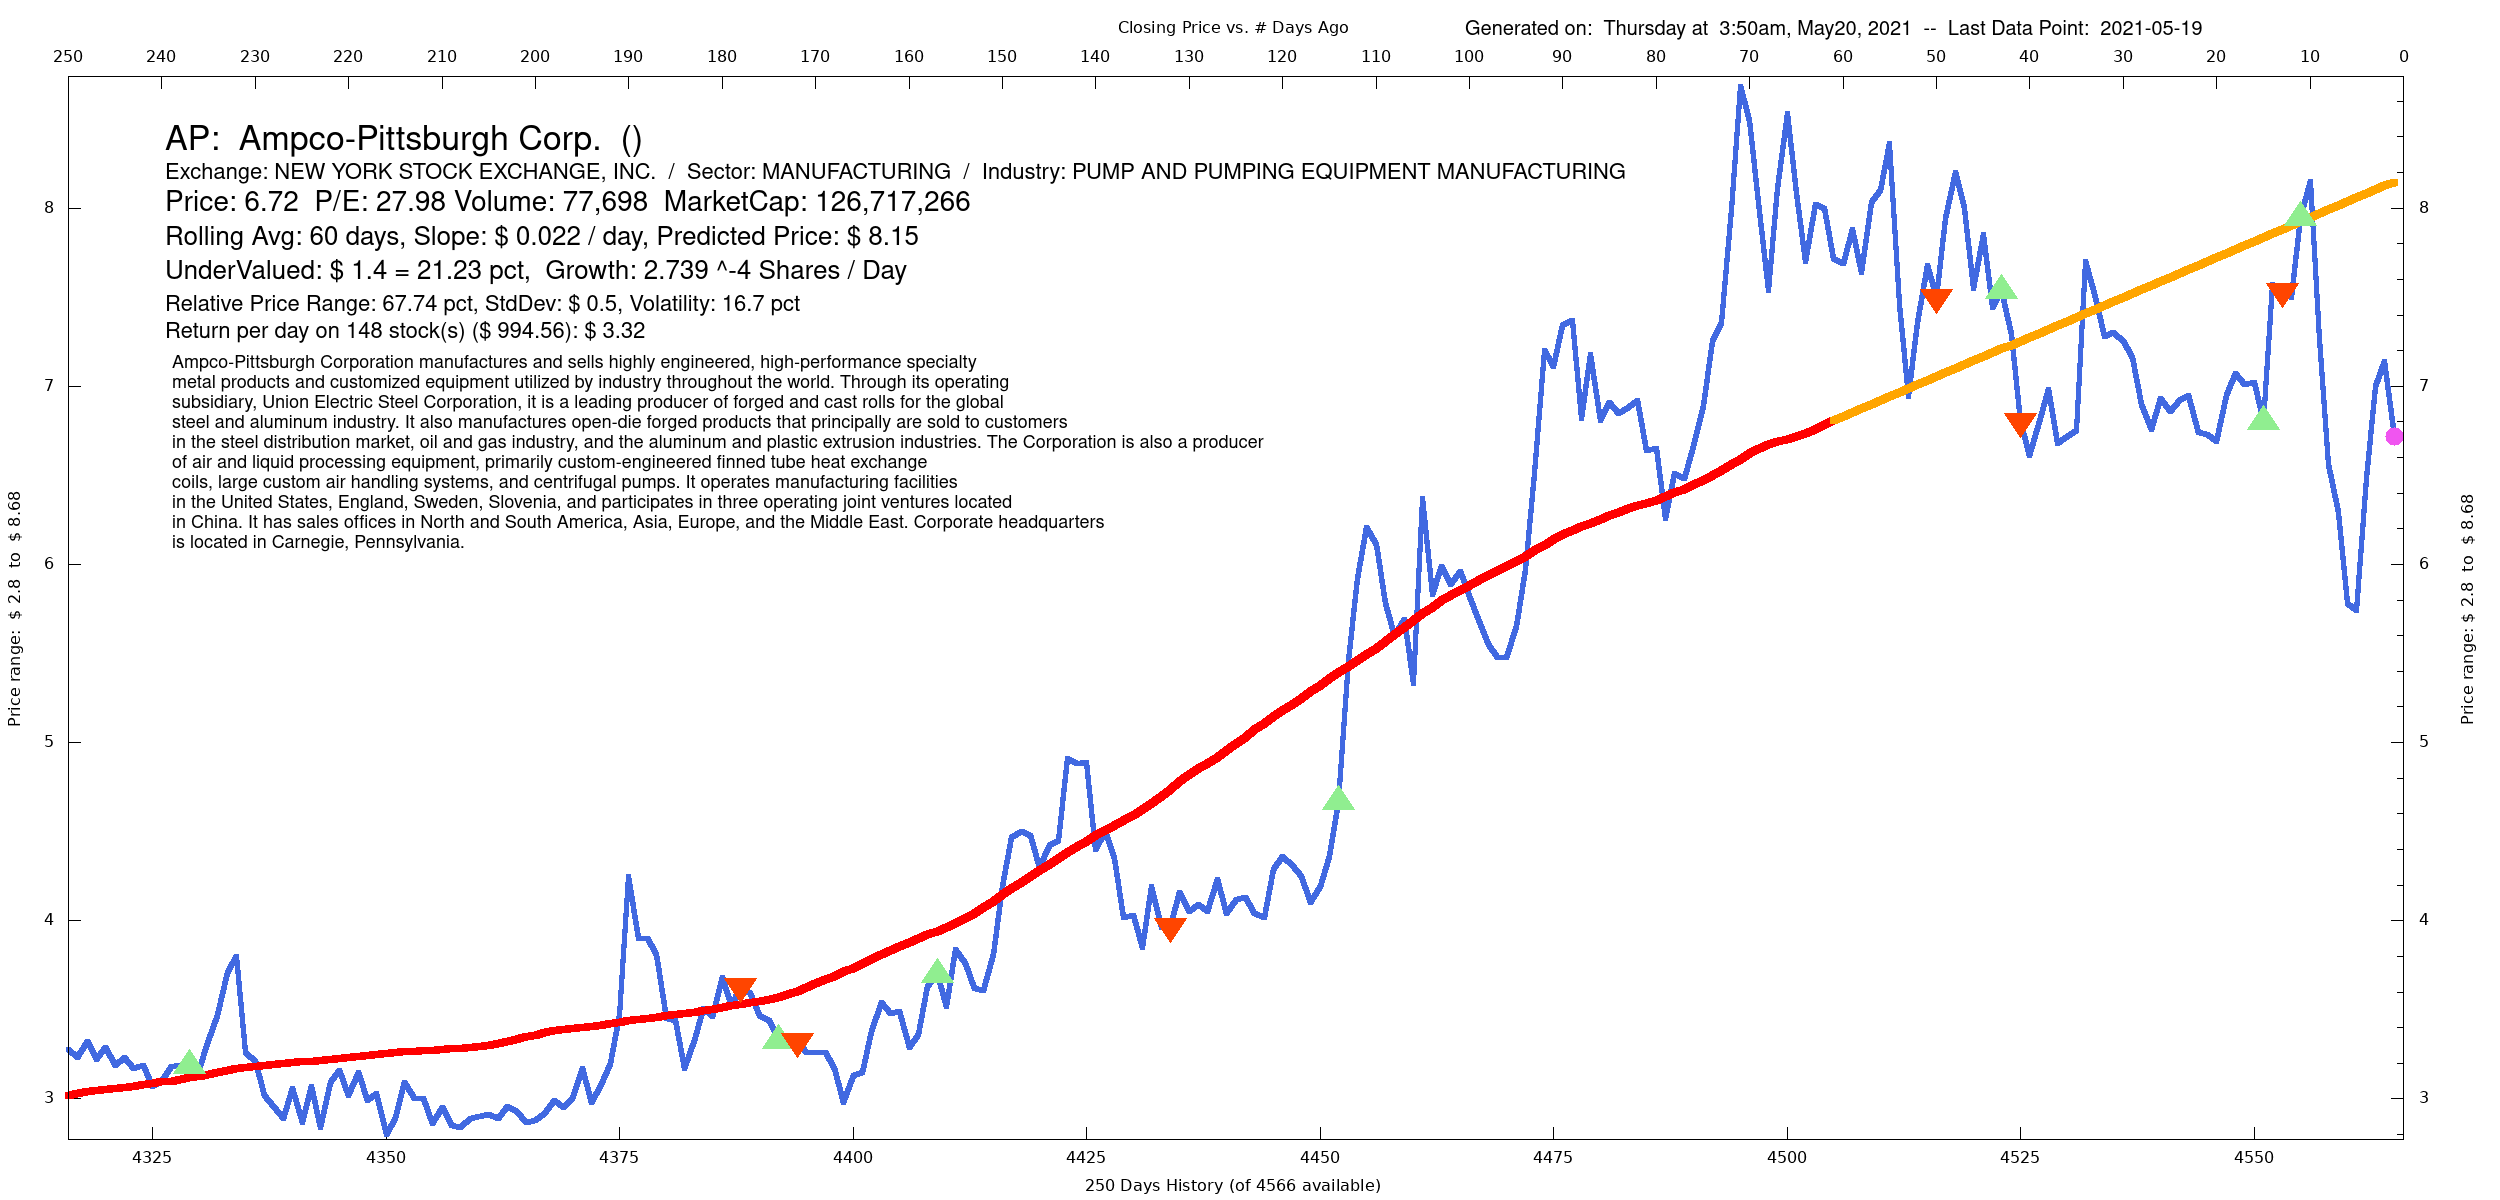 Closing Price vs. # Days Ago
Generated on:  Thursday at  3:50am, May20, 2021  --  Last Data Point:  2021-05-19
250 240 230 220 210 200 190 180 170 160 150 140 130 120 110 100 90 80 70 60 50 40 30 20 10 0
AP:  Ampco-Pittsburgh Corp.  ()
Exchange: NEW YORK STOCK EXCHANGE, INC.  /  Sector: MANUFACTURING  /  Industry: PUMP AND PUMPING EQUIPMENT MANUFACTURING
Price: 6.72  P/E: 27.98 Volume: 77,698  MarketCap: 126,717,266
Rolling Avg: 60 days, Slope: $ 0.022 / day, Predicted Price: $ 8.15
UnderValued: $ 1.4 = 21.23 pct,  Growth: 2.739 ^-4 Shares / Day
Relative Price Range: 67.74 pct, StdDev: $ 0.5, Volatility: 16.7 pct
Return per day on 148 stock(s) ($ 994.56): $ 3.32
Ampco-Pittsburgh Corporation manufactures and sells highly engineered, high-performance specialty
metal products and customized equipment utilized by industry throughout the world. Through its operating
subsidiary, Union Electric Steel Corporation, it is a leading producer of forged and cast rolls for the global
steel and aluminum industry. It also manufactures open-die forged products that principally are sold to customers
in the steel distribution market, oil and gas industry, and the aluminum and plastic extrusion industries. The Corporation is also a producer
of air and liquid processing equipment, primarily custom-engineered finned tube heat exchange
coils, large custom air handling systems, and centrifugal pumps. It operates manufacturing facilities
in the United States, England, Sweden, Slovenia, and participates in three operating joint ventures located
in China. It has sales offices in North and South America, Asia, Europe, and the Middle East. Corporate headquarters
is located in Carnegie, Pennsylvania.
8 8
7 7
6 6
5 5
4 4
3 3
Price range:  $ 2.8  to  $ 8.68
Price range: $ 2.8  to  $ 8.68
4325 4350 4375 4400 4425 4450 4475 4500 4525 4550
250 Days History (of 4566 available)